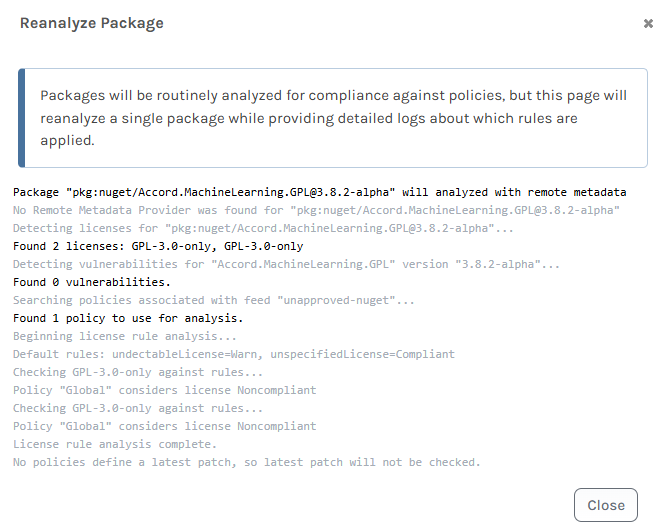 Reanalyze Package
×
Packages will be routinely analyzed for compliance against policies, but this page will
reanalyze a single package while providing detailed logs about which rules are
applied.
Package "pkg:nuget/Accord.MachineLearning.GPL@3.8.2-alpha" will analyzed with remote metadata
No Remote Metadata Provider was found for "pkg:nuget/Accord.MachineLearning.GPL@3.8.2-alpha"
Detecting licenses for "pkg:nuget/Accord.MachineLearning.GPL@3.8.2-alpha"...
Found 2 licenses: GPL-3.0-only, GPL-3.0-only
Detecting vulnerabilities for "Accord.MachineLearning.GPL" version "3.8.2-alpha"...
Found 0 vulnerabilities.
Searching policies associated with feed "unapproved-nuget"...
Found 1 policy to use for analysis.
Beginning license rule analysis...
Default rules: undectableLicense=Warn, unspecifiedLicense=Compliant
Checking GPL-3.0-only against rules...
Policy "Global" considers license Noncompliant
Checking GPL-3.0-only against rules...
Policy "Global" considers license Noncompliant
License rule analysis complete.
No policies define a latest patch, so latest patch will not be checked.
Close